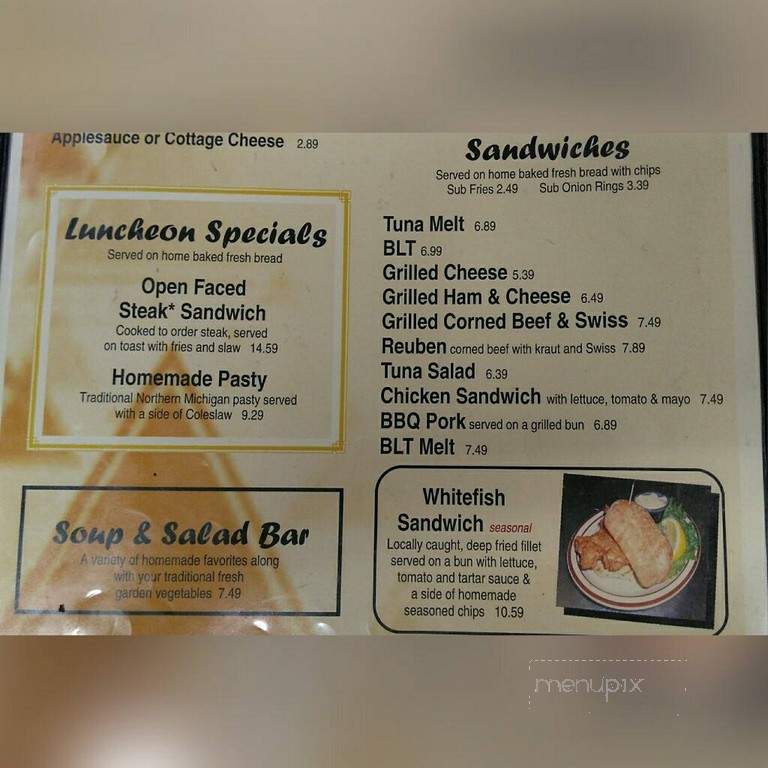 Applesauce or Cottage Cheese 2.89
Luncheon Specials
Served on home baked fresh bread
Open Faced
Steak* Sandwich
Cooked to order steak, served
on toast with fries and slaw 14.59
Homemade Pasty
Traditional Northern Michigan pasty served
with a side of Coleslaw 9.29
Soup & Salad Bar
A variety of homemade favorites along
with your traditional fresh
garden vegetables 7.49
Sandwiches
Served on home baked fresh bread with chips
Sub Fries 2.49 Sub Onion Rings 3.39
Tuna Melt 6.89
BLT 6.99
Grilled Cheese 5.39
Grilled Ham & Cheese 6.49
Grilled Corned Beef & Swiss 7.49
Reuben corned beef with kraut and Swiss 7.89
Tuna Salad 6.39
Chicken Sandwich with lettuce, tomato & mayo 7.49
BBQ Pork served on a grilled bun 6.89
BLT Melt 7.49
Whitefish
Sandwich seasonal
Locally caught, deep fried fillet
served on a bun with lettuce,
tomato and tartar sauce &
a side of homemade
seasoned chips 10.59
menupix